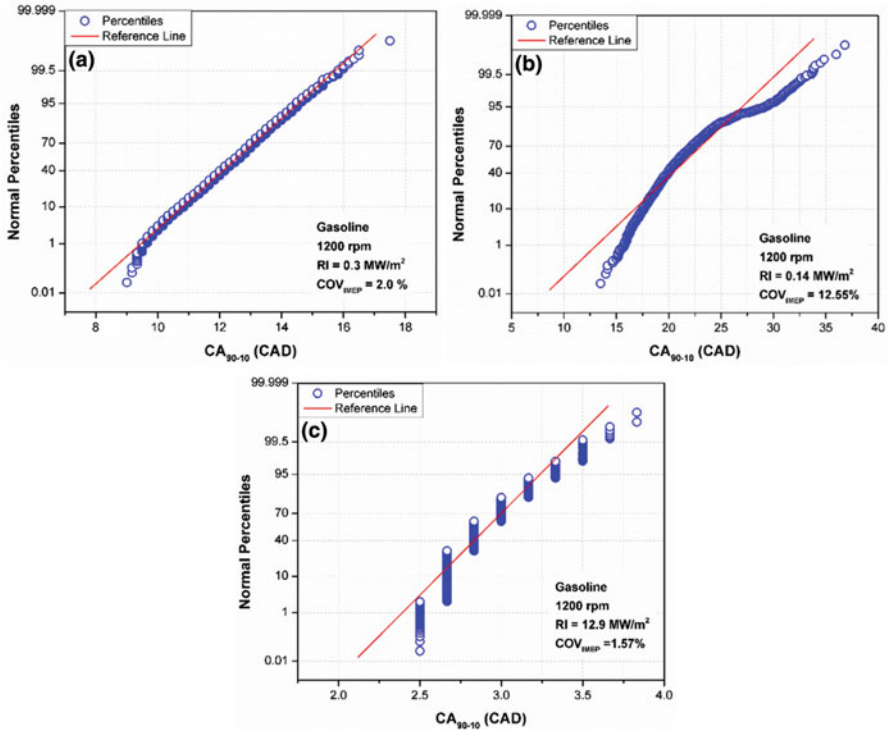 99.999
Percentiles
Reference Line
(a)
99.5
95
70
40
10
1
0.01
Normal Percentiles
Gasoline
1200 rpm
RI = 0.3 MW/m²
COV_IMEP = 2.0 %
8 10 12 14 16 18
CA₉₀₋₁₀ (CAD)
99.999
Percentiles
Reference Line
(b)
99.5
95
70
40
10
1
0.01
Normal Percentiles
Gasoline
1200 rpm
RI = 0.14 MW/m²
COV_IMEP = 12.55%
5 10 15 20 25 30 35 40
CA₉₀₋₁₀ (CAD)
99.999
Percentiles
Reference Line
(c)
99.5
95
70
40
10
1
0.01
Normal Percentiles
Gasoline
1200 rpm
RI = 12.9 MW/m²
COV_IMEP =1.57%
2.0 2.5 3.0 3.5 4.0
CA₉₀₋₁₀ (CAD)